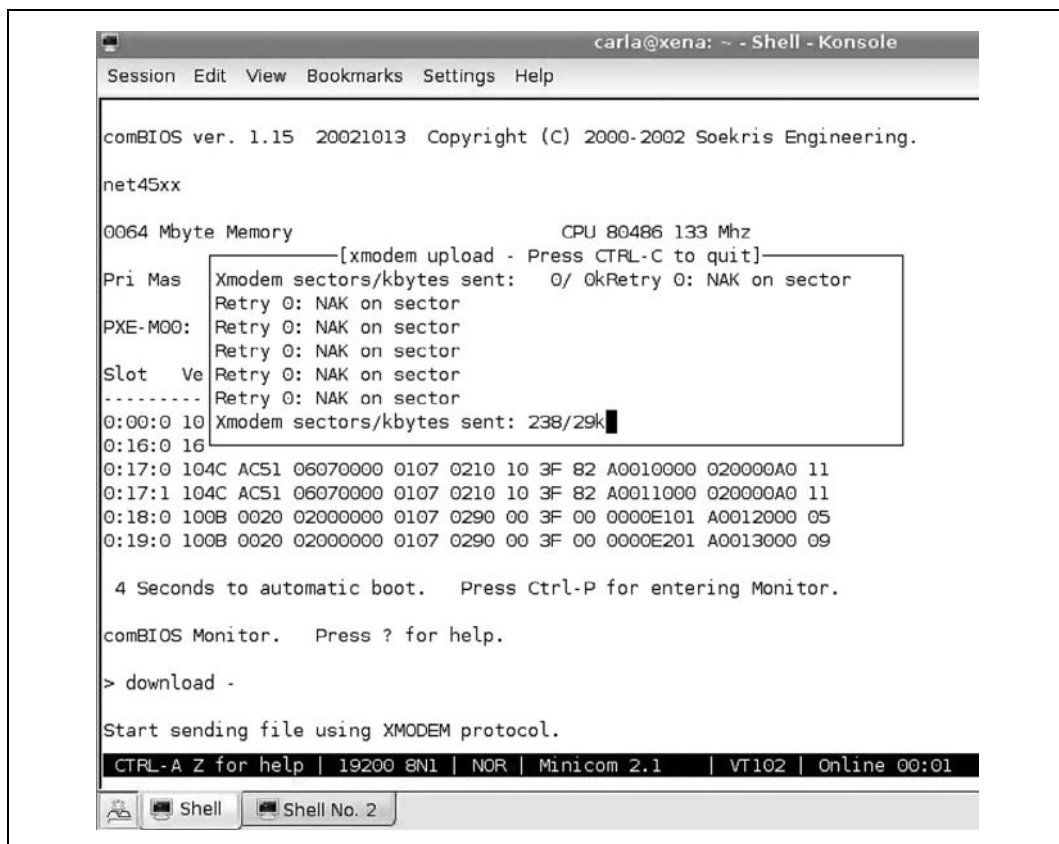 carla@xena: ~ - Shell - Konsole
Session Edit View Bookmarks Settings Help
comBIOS ver. 1.15 20021013 Copyright (C) 2000-2002 Soekris Engineering.
net45xx
0064 Mbyte Memory CPU 80486 133 Mhz
[xmodem upload - Press CTRL-C to quit]
Pri Mas Xmodem sectors/kbytes sent: 0/ 0kRetry 0: NAK on sector
Retry 0: NAK on sector
PXE-M00: Retry 0: NAK on sector
Retry 0: NAK on sector
Slot Ve Retry 0: NAK on sector
--------- Retry 0: NAK on sector
0:00:0 10 Xmodem sectors/kbytes sent: 238/29k
0:16:0 16
0:17:0 104C AC51 06070000 0107 0210 10 3F 82 A0010000 020000A0 11
0:17:1 104C AC51 06070000 0107 0210 10 3F 82 A0011000 020000A0 11
0:18:0 100B 0020 02000000 0107 0290 00 3F 00 0000E101 A0012000 05
0:19:0 100B 0020 02000000 0107 0290 00 3F 00 0000E201 A0013000 09
4 Seconds to automatic boot. Press Ctrl-P for entering Monitor.
comBIOS Monitor. Press ? for help.
> download -
Start sending file using XMODEM protocol.
CTRL-A Z for help | 19200 8N1 | NOR | Minicom 2.1 | VT102 | Online 00:01
Shell Shell No. 2